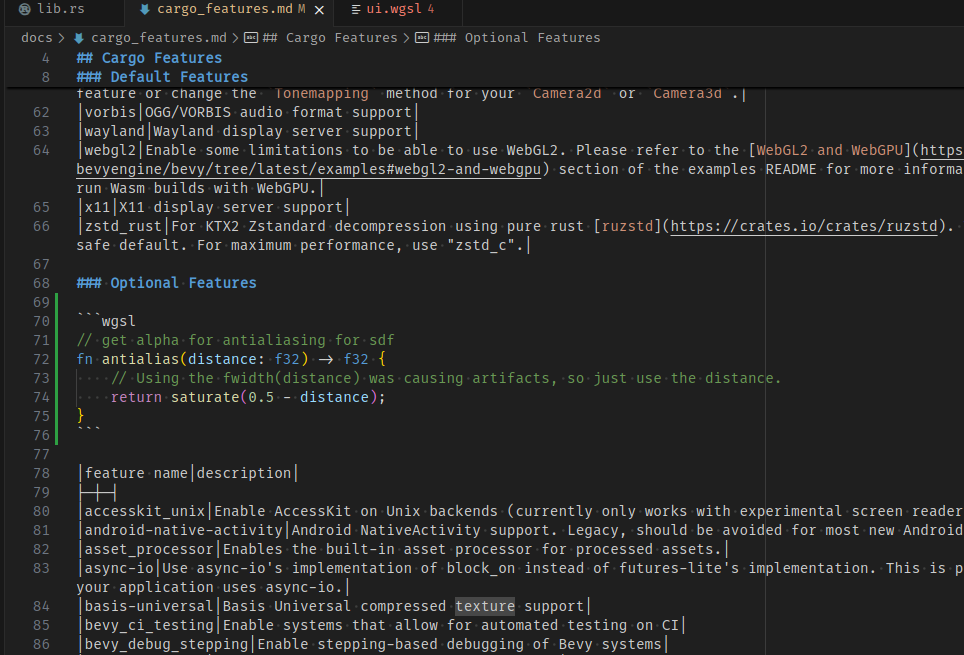 lib.rs cargo_features.md M ui.wgsl 4
docs > cargo_features.md > ## Cargo Features > ### Optional Features
4 ## Cargo Features
8 ### Default Features
feature or change the `Tonemapping` method for your `Camera2d` or `Camera3d`.|
62 |vorbis|OGG/VORBIS audio format support|
63 |wayland|Wayland display server support|
64 |webgl2|Enable some limitations to be able to use WebGL2. Please refer to the [WebGL2 and WebGPU](https
bevyengine/bevy/tree/latest/examples#webgl2-and-webgpu) section of the examples README for more informa
run Wasm builds with WebGPU.|
65 |x11|X11 display server support|
66 |zstd_rust|For KTX2 Zstandard decompression using pure rust [ruzstd](https://crates.io/crates/ruzstd).
safe default. For maximum performance, use "zstd_c".|
67
68 ### Optional Features
69
70 ```wgsl
71 // get alpha for antialiasing for sdf
72 fn antialias(distance: f32) -> f32 {
73 // Using the fwidth(distance) was causing artifacts, so just use the distance.
74 return saturate(0.5 - distance);
75 }
76 ```
77
78 |feature name|description|
79 |-|-|
80 |accesskit_unix|Enable AccessKit on Unix backends (currently only works with experimental screen reader
81 |android-native-activity|Android NativeActivity support. Legacy, should be avoided for most new Android
82 |asset_processor|Enables the built-in asset processor for processed assets.|
83 |async-io|Use async-io's implementation of block_on instead of futures-lite's implementation. This is p
your application uses async-io.|
84 |basis-universal|Basis Universal compressed texture support|
85 |bevy_ci_testing|Enable systems that allow for automated testing on CI|
86 |bevy_debug_stepping|Enable stepping-based debugging of Bevy systems|